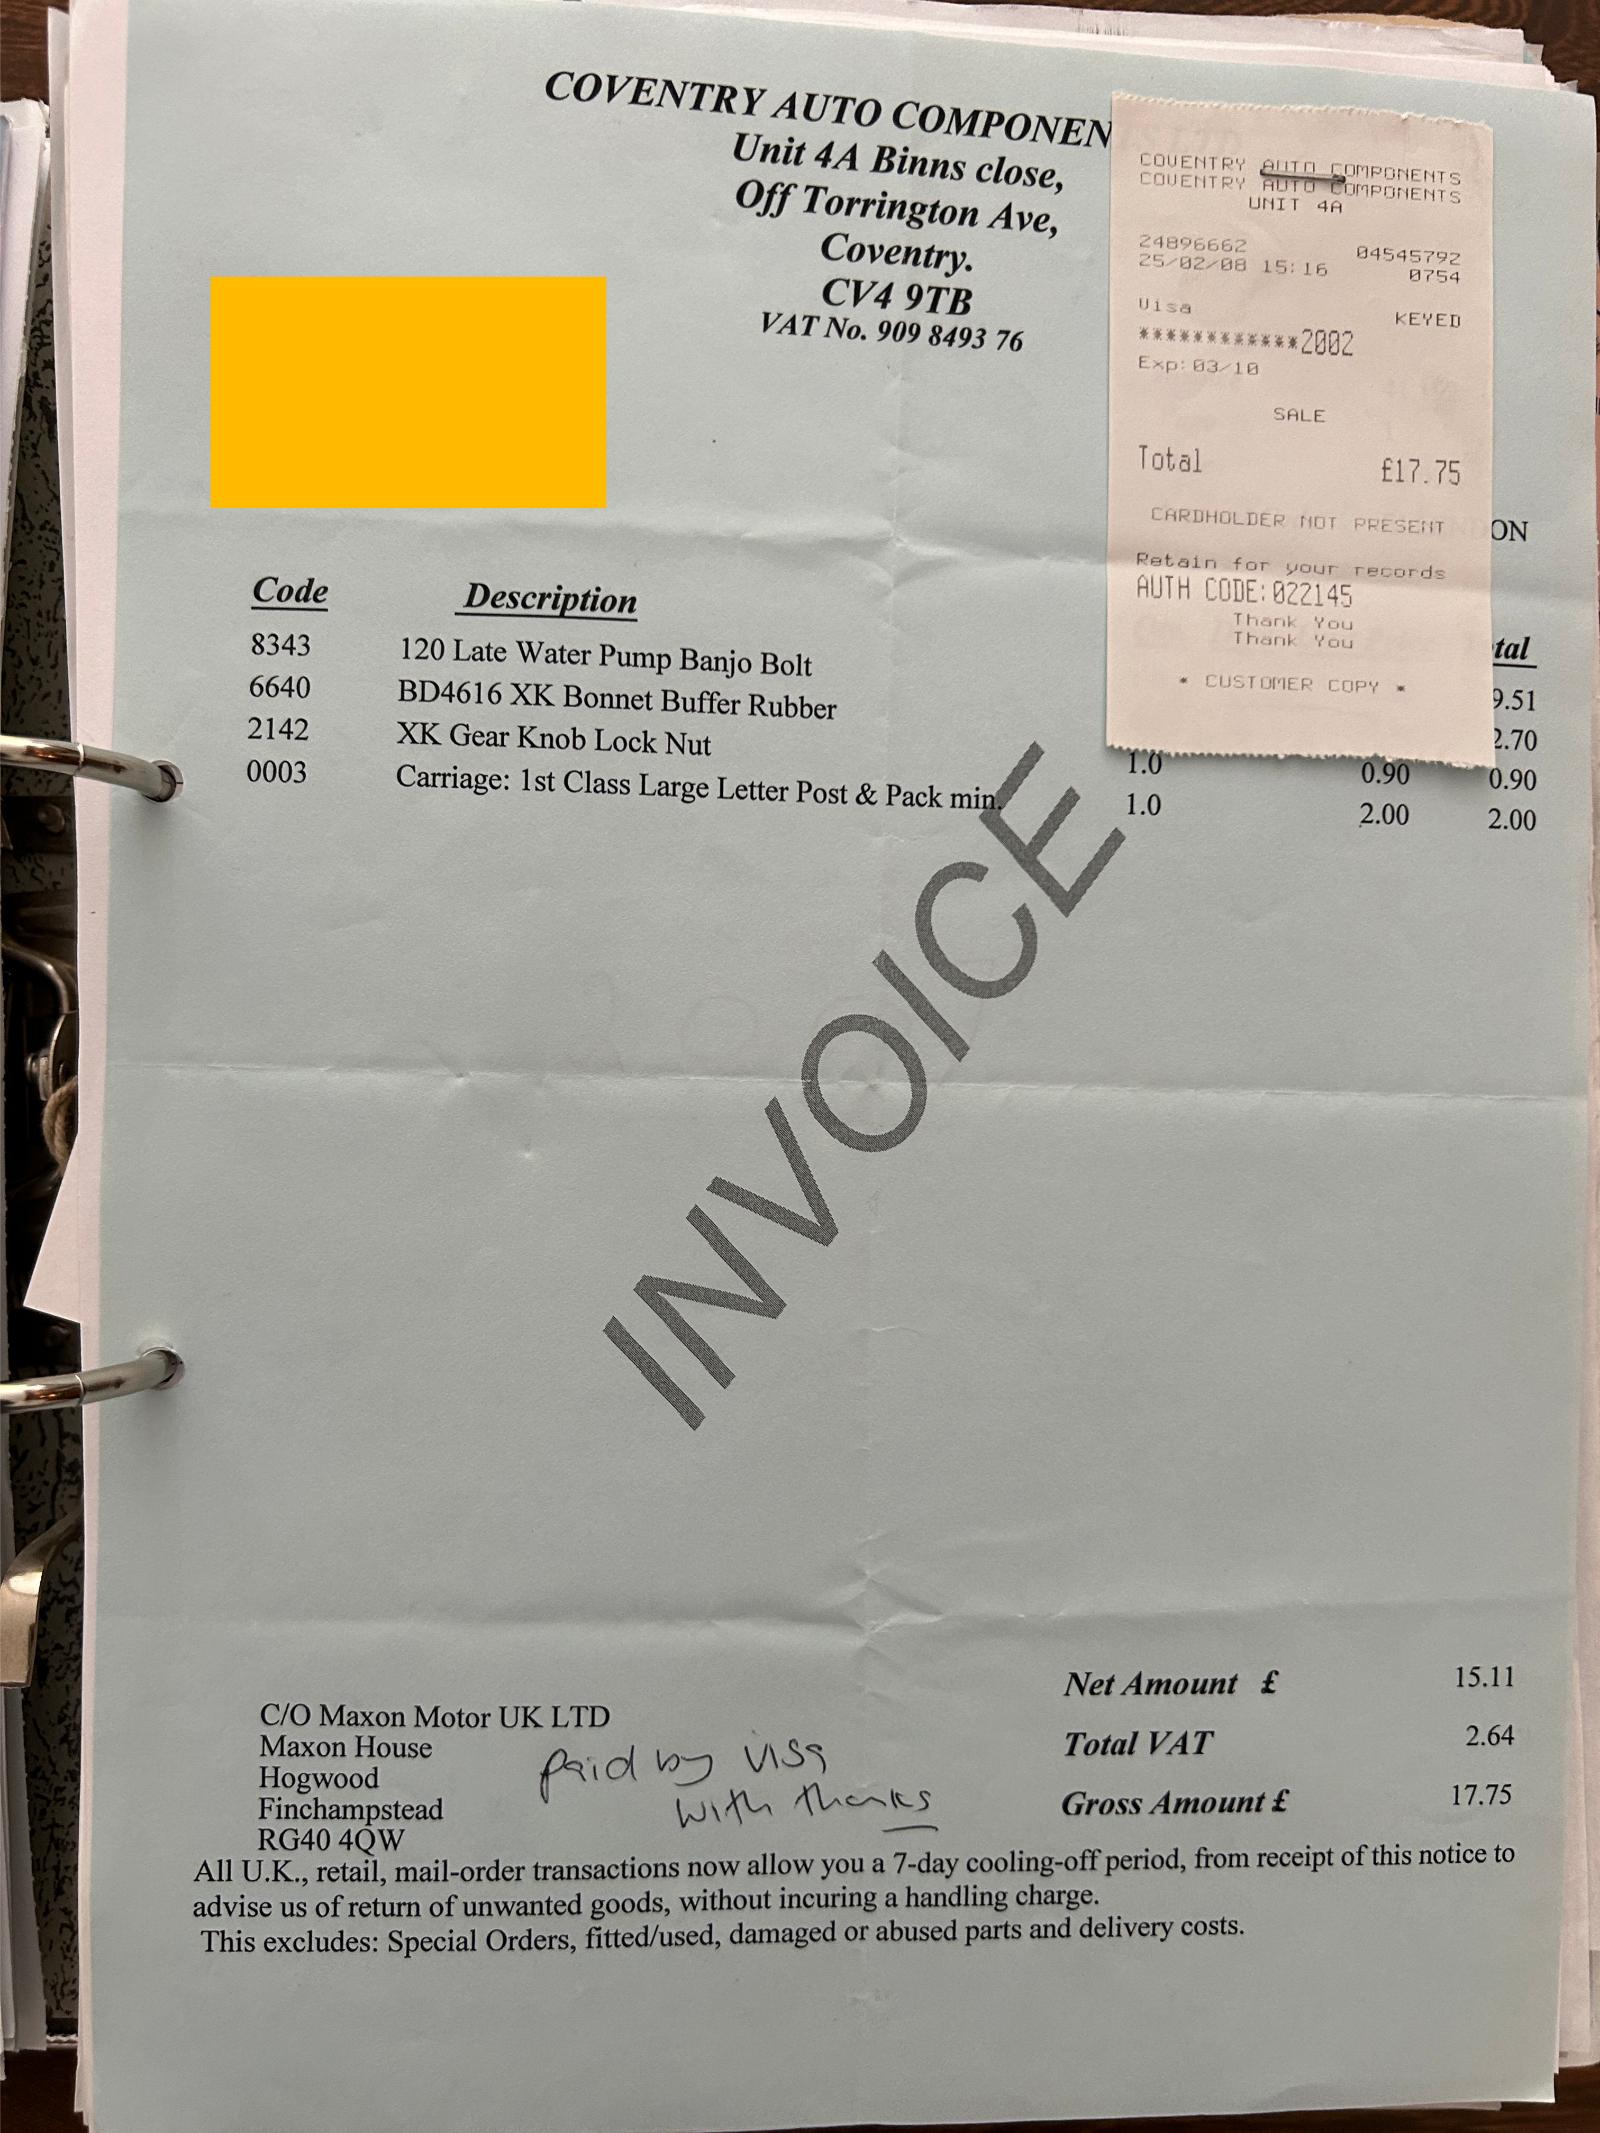 COVENTRY AUTO COMPONEN
Unit 4A Binns close,
Off Torrington Ave,
Coventry.
CV4 9TB
VAT No. 909 8493 76
COVENTRY AUTO COMPONENTS
COVENTRY AUTO COMPONENTS
UNIT 4A
24896662 04545792
25/02/08 15:16 0754
Visa KEYED
************2002
Exp:03/10
SALE
Total £17.75
CARDHOLDER NOT PRESENT
Retain for your records
AUTH CODE:022145
Thank You
Thank You
* CUSTOMER COPY *
ON
Code Description tal
8343 120 Late Water Pump Banjo Bolt 9.51
6640 BD4616 XK Bonnet Buffer Rubber 2.70
2142 XK Gear Knob Lock Nut 1.0 0.90 0.90
0003 Carriage: 1st Class Large Letter Post & Pack min. 1.0 2.00 2.00
INVOICE
Net Amount £ 15.11
Total VAT 2.64
Gross Amount £ 17.75
C/O Maxon Motor UK LTD
Maxon House
Hogwood
Finchampstead
RG40 4QW
paid by visa
with thanks
All U.K., retail, mail-order transactions now allow you a 7-day cooling-off period, from receipt of this notice to
advise us of return of unwanted goods, without incuring a handling charge.
This excludes: Special Orders, fitted/used, damaged or abused parts and delivery costs.